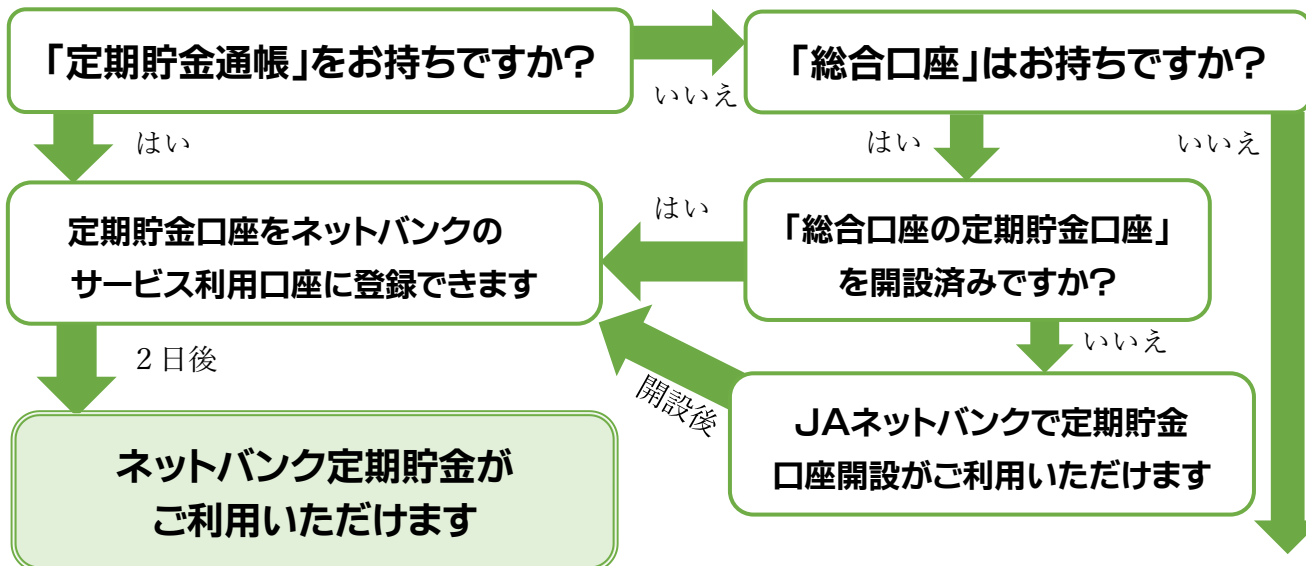 「定期貯金通帳」をお持ちですか？
いいえ
「総合口座」はお持ちですか？
はい
はい
いいえ
定期貯金口座をネットバンクの
サービス利用口座に登録できます
はい
「総合口座の定期貯金口座」
を開設済みですか？
２日後
いいえ
開設後
JAネットバンクで定期貯金
口座開設がご利用いただけます
ネットバンク定期貯金が
ご利用いただけます